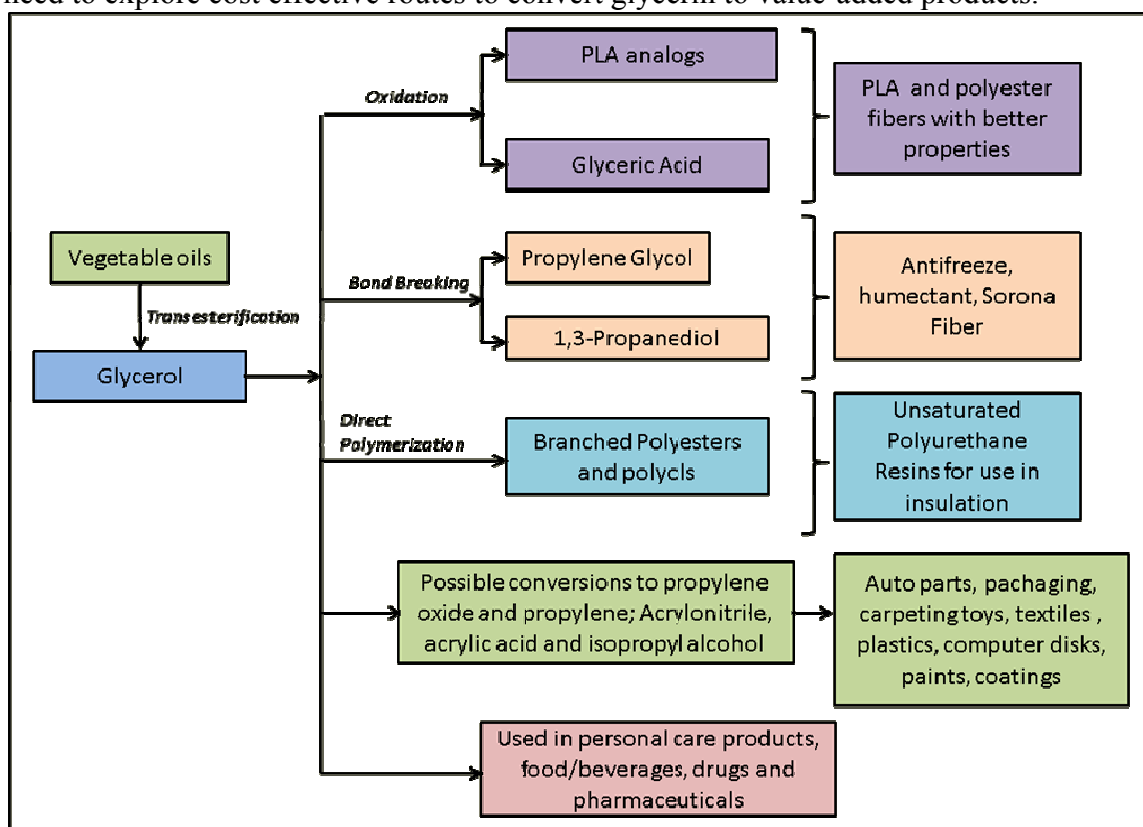 need to explore cost effective routes to convert glycerin to value-added products.
PLA analogs
Oxidation
PLA and polyester
fibers with better
properties
Glyceric Acid
Vegetable oils
Transesterification
Glycerol
Propylene Glycol
Bond Breaking
Antifreeze,
humectant, Sorona
Fiber
1,3-Propanediol
Direct
Polymerization
Branched Polyesters
and polycls
Unsaturated
Polyurethane
Resins for use in
insulation
Possible conversions to propylene
oxide and propylene; Acrylonitrile,
acrylic acid and isopropyl alcohol
Auto parts, pachaging,
carpeting toys, textiles ,
plastics, computer disks,
paints, coatings
Used in personal care products,
food/beverages, drugs and
pharmaceuticals